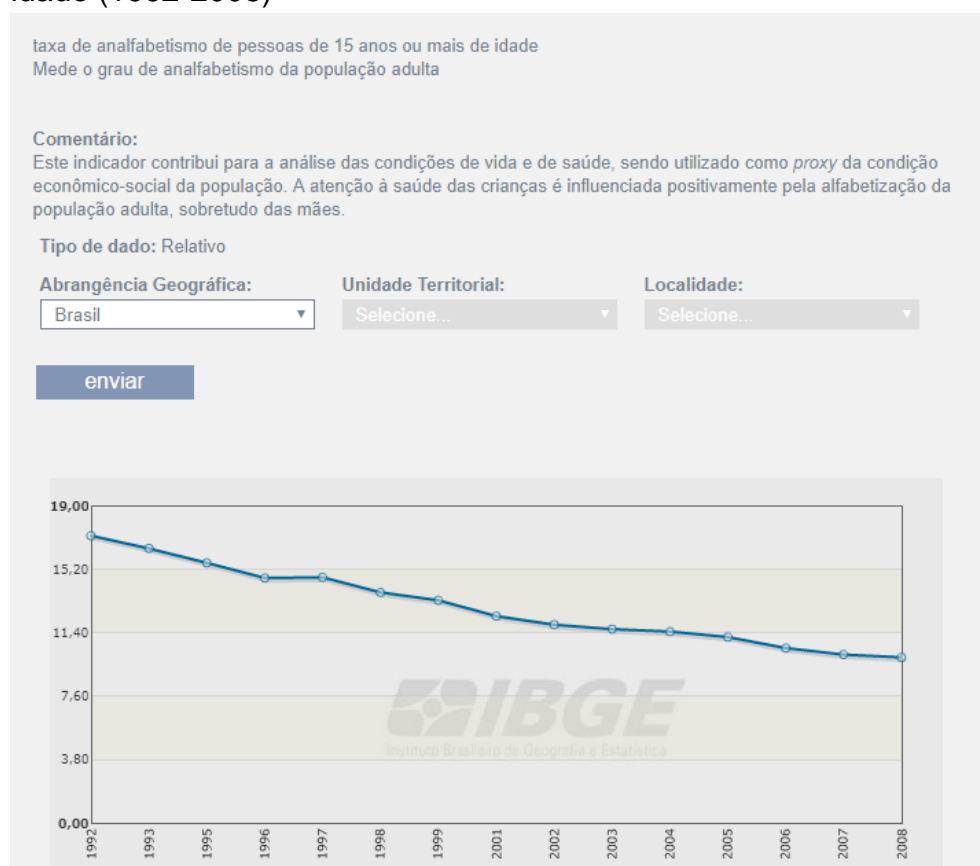 taxa de analfabetismo de pessoas de 15 anos ou mais de idade
Mede o grau de analfabetismo da população adulta
Comentário:
Este indicador contribui para a análise das condições de vida e de saúde, sendo utilizado como proxy da condição
econômico-social da população. A atenção à saúde das crianças é influenciada positivamente pela alfabetização da
população adulta, sobretudo das mães.
Tipo de dado: Relativo
Abrangência Geográfica: Unidade Territorial: Localidade:
Brasil Selecione... Selecione...
enviar
19,00
15,20
11,40
7,60
3,80
0,00
IBGE
Instituto Brasileiro de Geografia e Estatística
1992 1993 1995 1996 1997 1998 1999 2001 2002 2003 2004 2005 2006 2007 2008